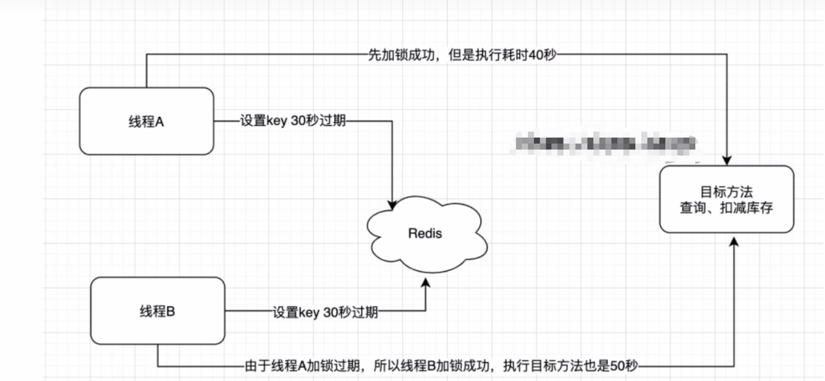 先加锁成功，但是执行耗时40秒
线程A
设置key 30秒过期
目标方法
查询、扣减库存
Redis
线程B
设置key 30秒过期
由于线程A加锁过期，所以线程B加锁成功，执行目标方法也是50秒